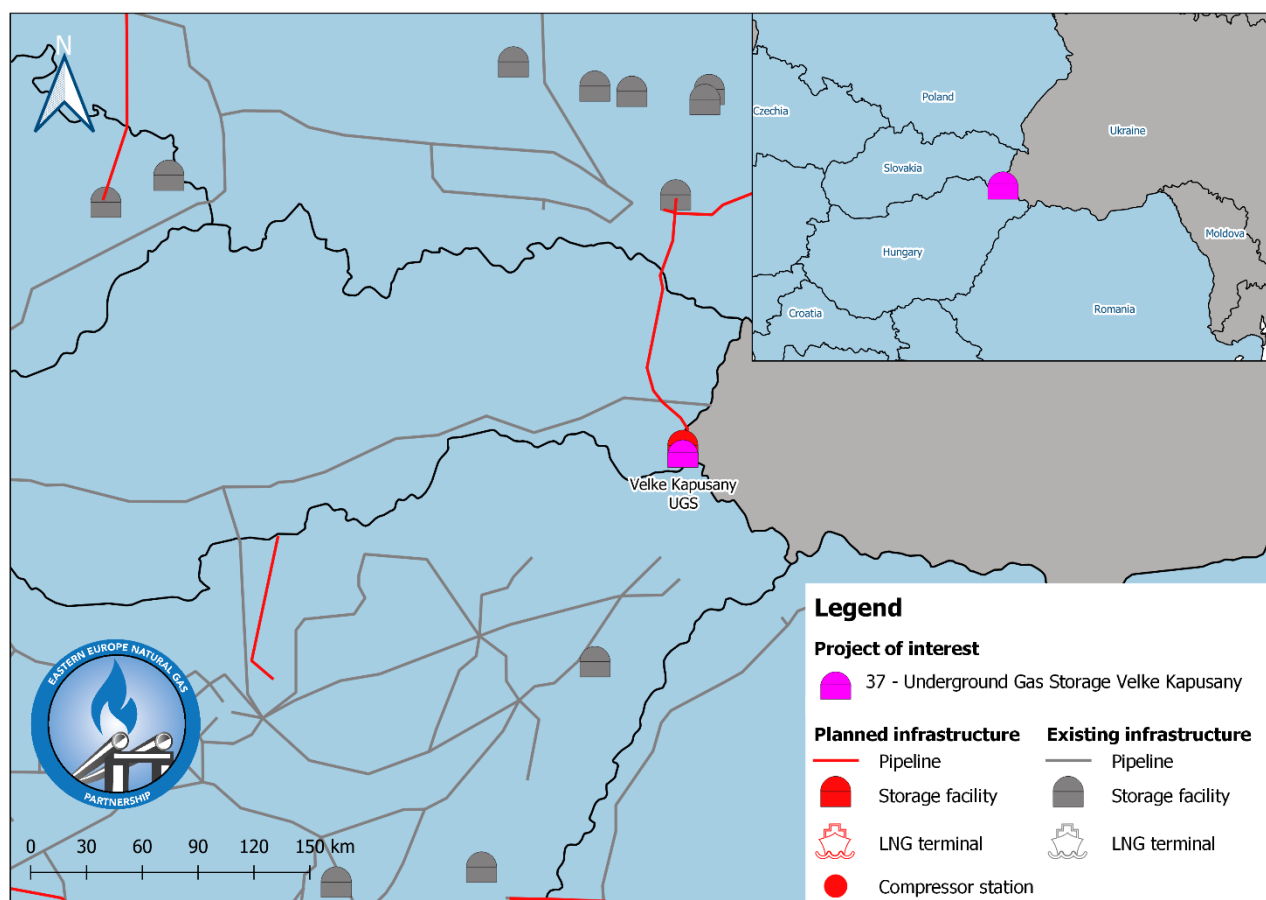 N
Poland
Czechia
Ukraine
Slovakia
Moldova
Hungary
Croatia
Romania
Velke Kapusany
UGS
EASTERN EUROPE NATURAL GAS
PARTNERSHIP
0 30 60 90 120 150 km
Legend
Project of interest
37 - Underground Gas Storage Velke Kapusany
Planned infrastructure
Pipeline
Storage facility
LNG terminal
Compressor station
Existing infrastructure
Pipeline
Storage facility
LNG terminal